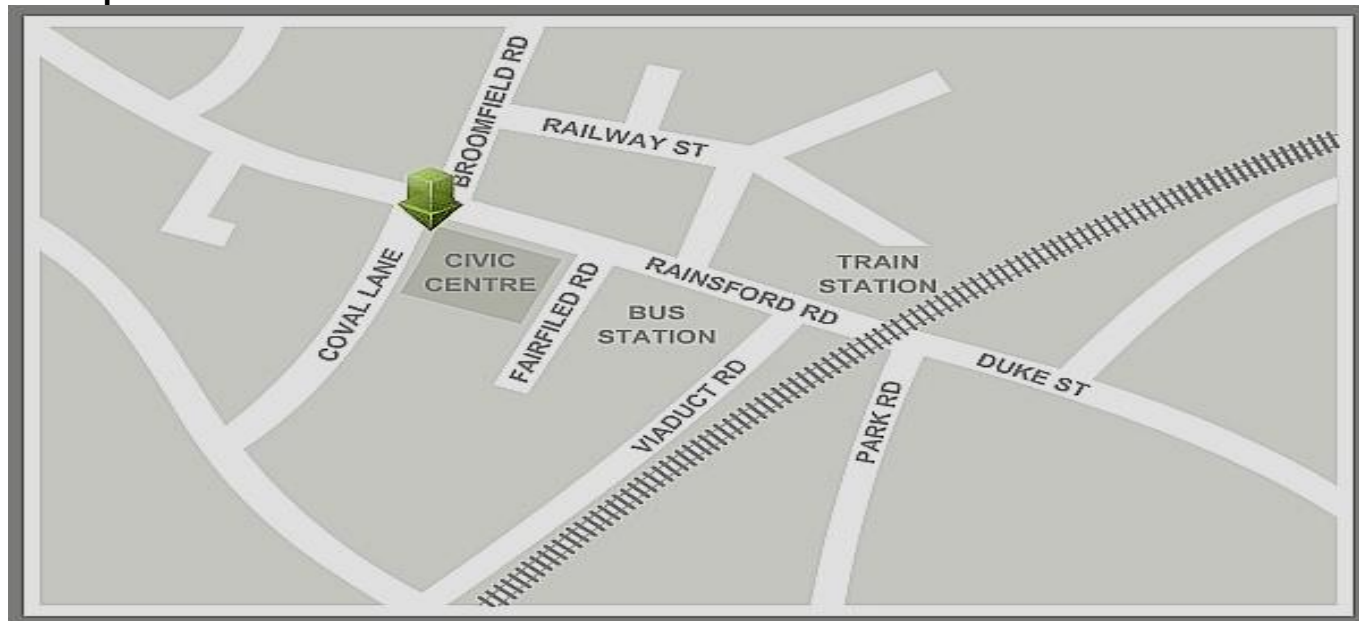 BROOMFIELD RD
RAILWAY ST
COVAL LANE
CIVIC
CENTRE
FAIRFILED RD
BUS
STATION
RAINSFORD RD
TRAIN
STATION
VIADUCT RD
PARK RD
DUKE ST